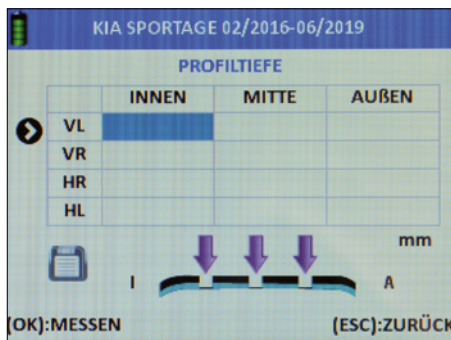 KIA SPORTAGE 02/2016-06/2019
PROFILTIEFE
INNEN MITTE AUßEN
VL
VR
HR
HL
mm
I A
(OK):MESSEN (ESC):ZURÜCK